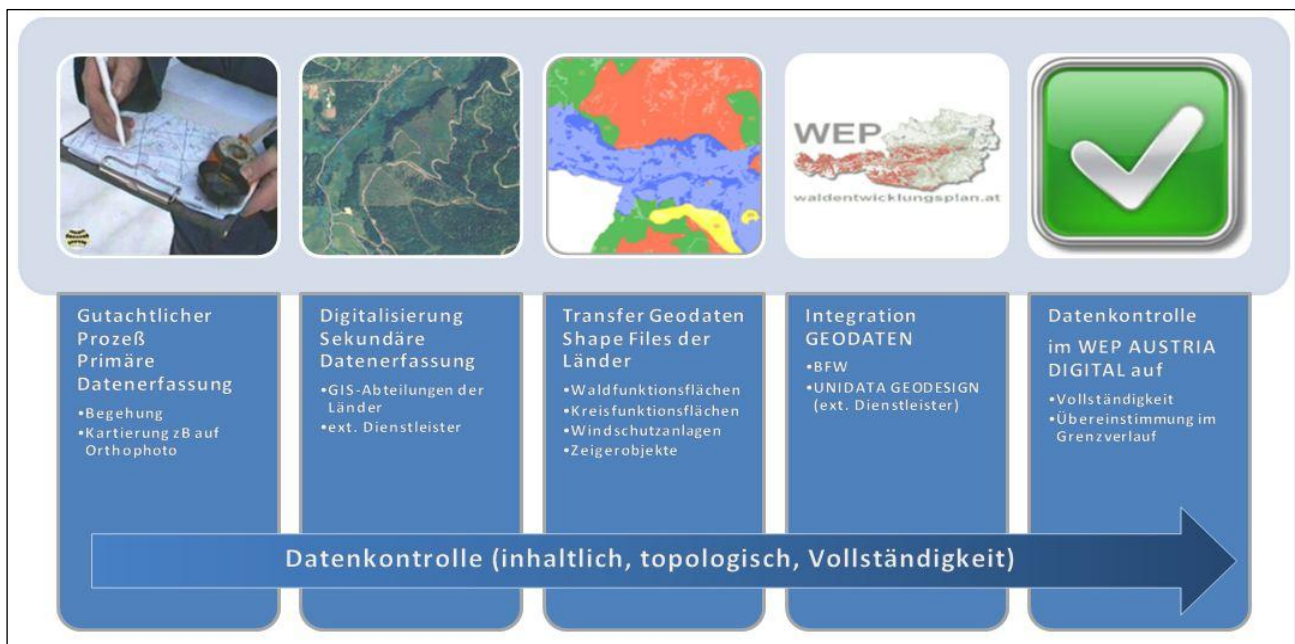 WEP
waldentwicklungsplan.at
Gutachtlicher
Prozeß
Primäre
Datenerfassung
•Begehung
•Kartierung zB auf
Orthophoto
Digitalisierung
Sekundäre
Datenerfassung
•GIS-Abteilungen der
Länder
•ext. Dienstleister
Transfer Geodaten
Shape Files der
Länder
•Waldfunktionsflächen
•Kreisfunktionsflächen
•Windschutzanlagen
•Zeigerobjekte
Integration
GEODATEN
•BFW
•UNIDATA GEODESIGN
(ext. Dienstleister)
Datenkontrolle
im WEP AUSTRIA
DIGITAL auf
•Vollständigkeit
•Übereinstimmung im
Grenzverlauf
Datenkontrolle (inhaltlich, topologisch, Vollständigkeit)